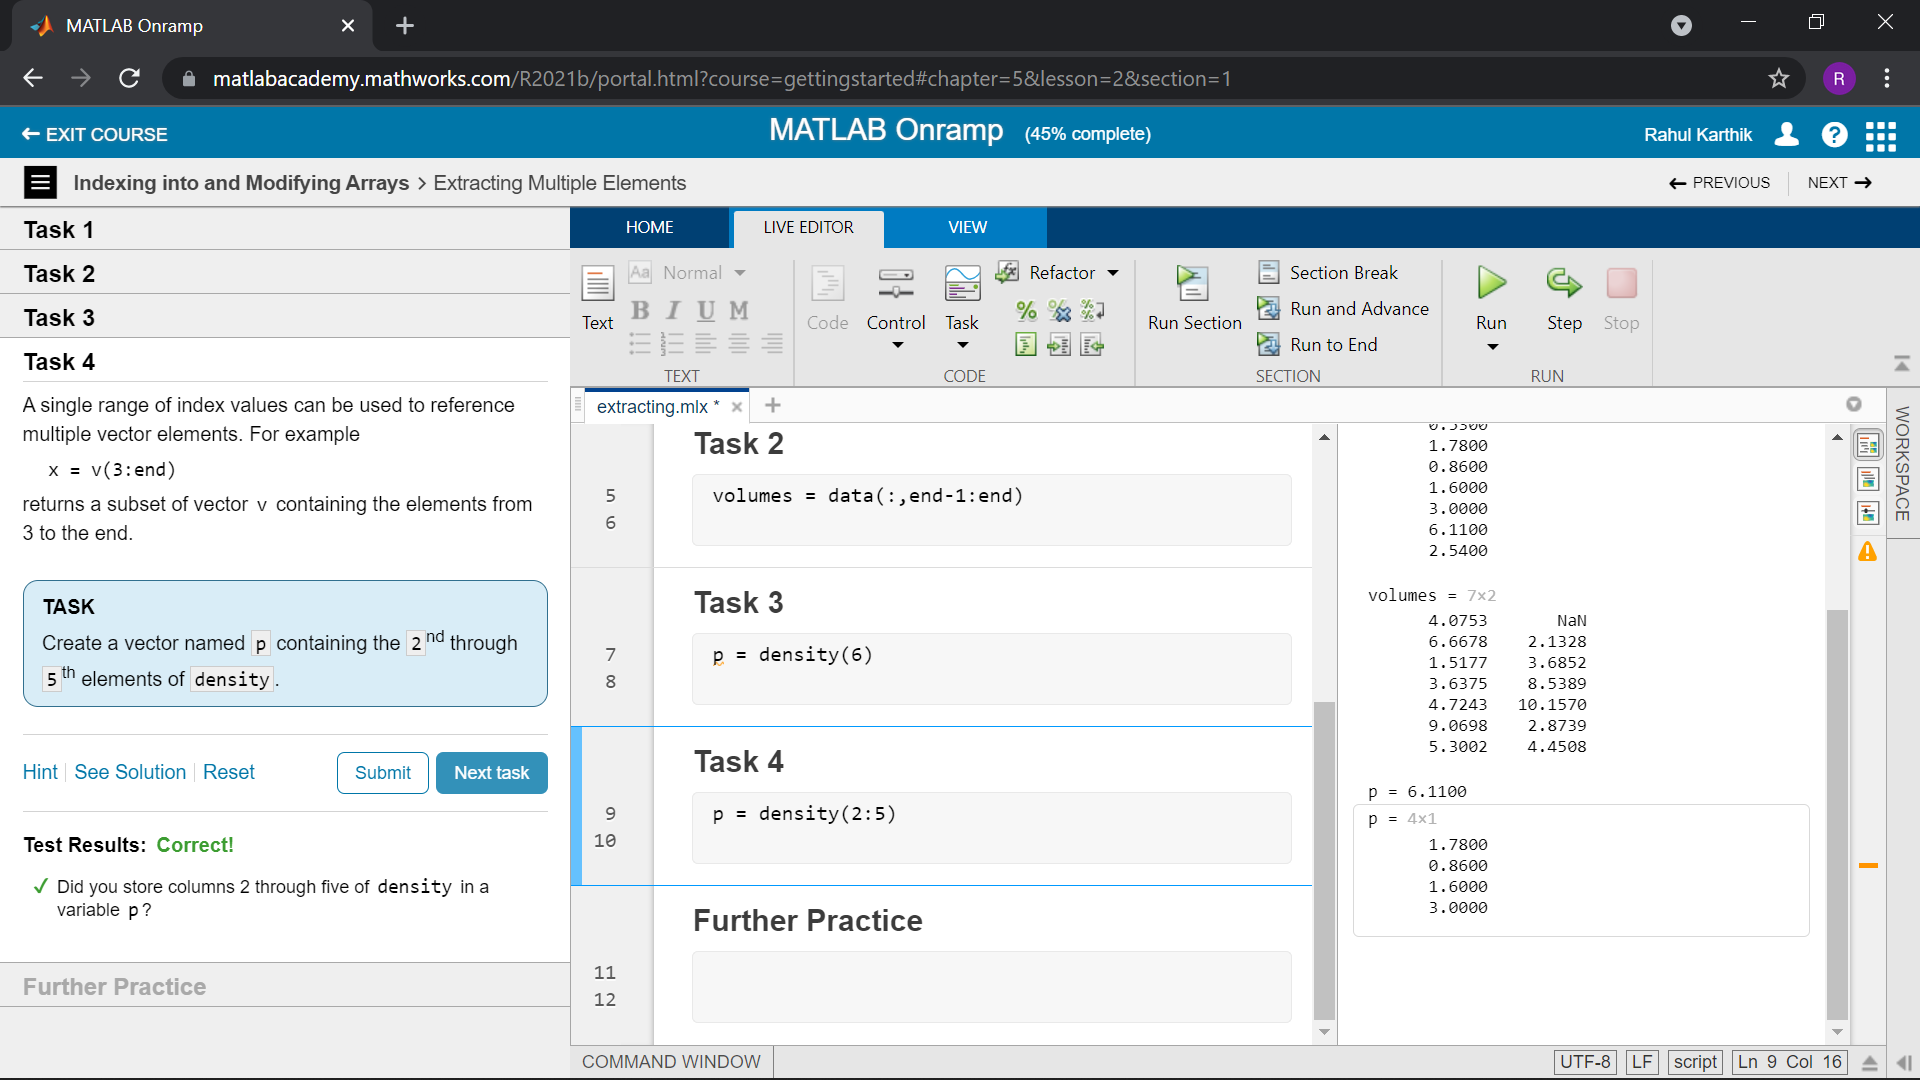 MATLAB Onramp
matlabacademy.mathworks.com/R2021b/portal.html?course=gettingstarted#chapter=5&lesson=2&section=1
R
EXIT COURSE
MATLAB Onramp (45% complete)
Rahul Karthik
?
Indexing into and Modifying Arrays > Extracting Multiple Elements
PREVIOUS
NEXT
Task 1
Task 2
Task 3
Task 4
A single range of index values can be used to reference
multiple vector elements. For example
x = v(3:end)
returns a subset of vector v containing the elements from
3 to the end.
TASK
Create a vector named p containing the 2nd through
5th elements of density.
Hint
See Solution
Reset
Submit
Next task
Test Results: Correct!
✓ Did you store columns 2 through five of density in a
variable p?
Further Practice
HOME
LIVE EDITOR
VIEW
Text
Aa Normal
B I U M
TEXT
Code
Control
Task
Refactor
CODE
Run Section
Section Break
Run and Advance
Run to End
SECTION
Run
Step
Stop
RUN
extracting.mlx *
Task 2
5 volumes = data(:,end-1:end)
6
Task 3
7 p = density(6)
8
Task 4
9 p = density(2:5)
10
Further Practice
11
12
0.5300
1.7800
0.8600
1.6000
3.0000
6.1100
2.5400
volumes = 7×2
4.0753 NaN
6.6678 2.1328
1.5177 3.6852
3.6375 8.5389
4.7243 10.1570
9.0698 2.8739
5.3002 4.4508
p = 6.1100
p = 4×1
1.7800
0.8600
1.6000
3.0000
WORKSPACE
COMMAND WINDOW
UTF-8
LF
script
Ln 9 Col 16